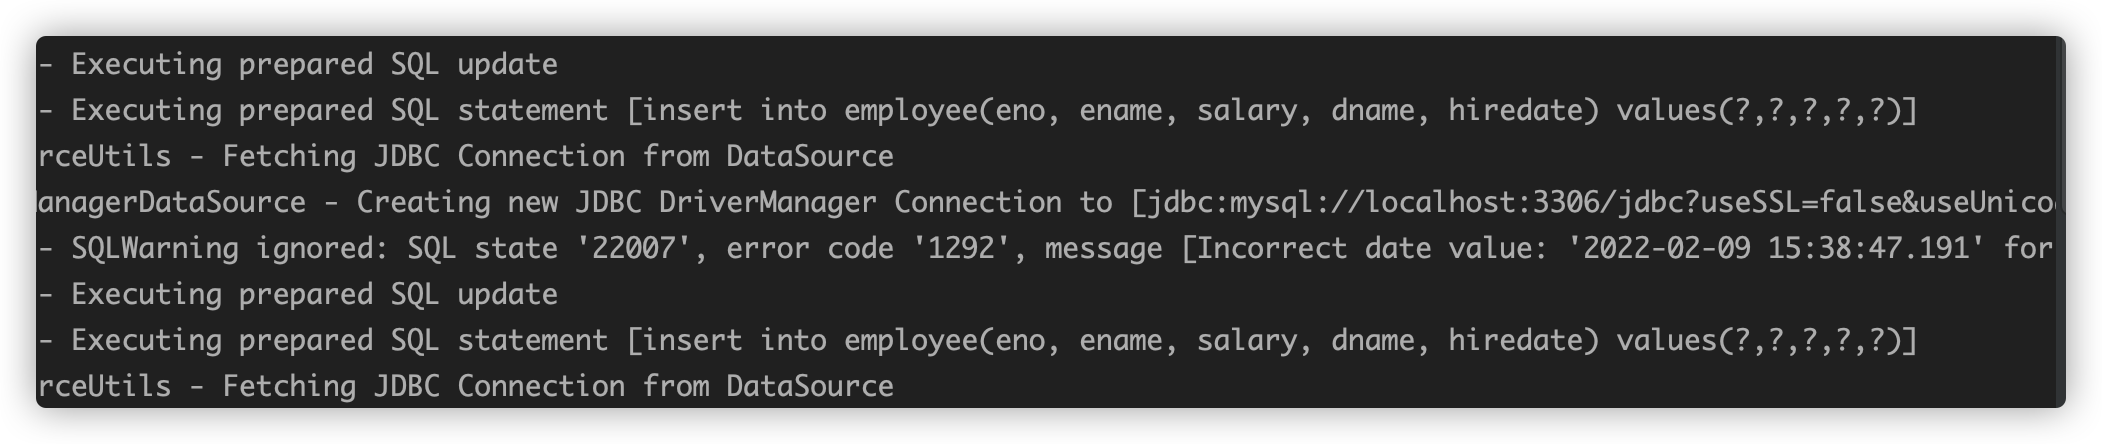 - Executing prepared SQL update
- Executing prepared SQL statement [insert into employee(eno, ename, salary, dname, hiredate) values(?,?,?,?,?)]
rceUtils - Fetching JDBC Connection from DataSource
anagerDataSource - Creating new JDBC DriverManager Connection to [jdbc:mysql://localhost:3306/jdbc?useSSL=false&useUnico
- SQLWarning ignored: SQL state '22007', error code '1292', message [Incorrect date value: '2022-02-09 15:38:47.191' for
- Executing prepared SQL update
- Executing prepared SQL statement [insert into employee(eno, ename, salary, dname, hiredate) values(?,?,?,?,?)]
rceUtils - Fetching JDBC Connection from DataSource